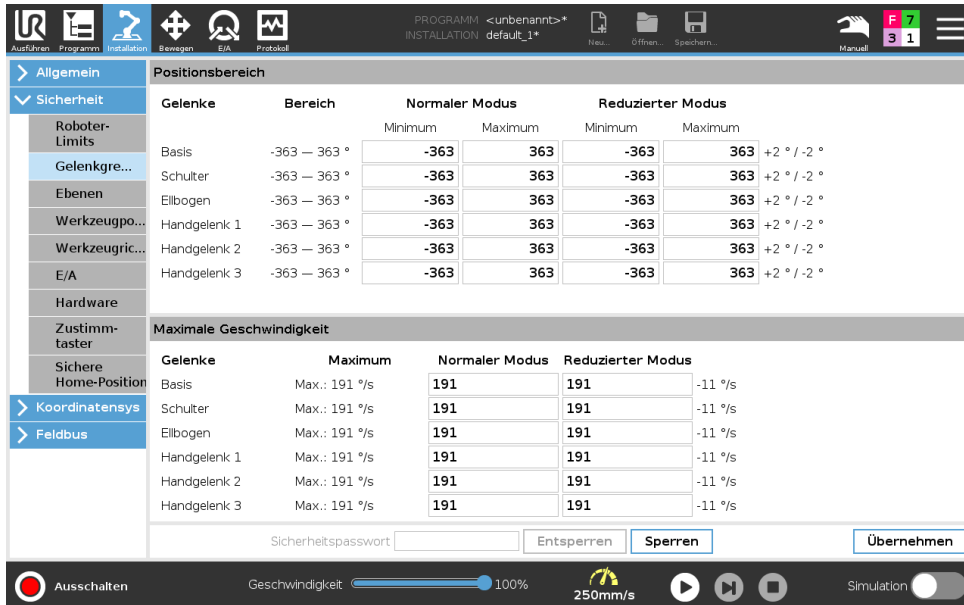 PROGRAMM <unbenannt>*
INSTALLATION default_1*
Ausführen Programm Installation Bewegen E/A Protokoll Neu... Öffnen... Speichern... Manuell
F 7
3 1
Allgemein
Sicherheit
Roboter-
Limits
Gelenkgre...
Ebenen
Werkzeugpo...
Werkzeugric...
E/A
Hardware
Zustimm-
taster
Sichere
Home-Position
Koordinatensys
Feldbus
Positionsbereich
Gelenke Bereich Normaler Modus Reduzierter Modus
Minimum Maximum Minimum Maximum
Basis -363 — 363 ° -363 363 -363 363 +2 ° / -2 °
Schulter -363 — 363 ° -363 363 -363 363 +2 ° / -2 °
Ellbogen -363 — 363 ° -363 363 -363 363 +2 ° / -2 °
Handgelenk 1 -363 — 363 ° -363 363 -363 363 +2 ° / -2 °
Handgelenk 2 -363 — 363 ° -363 363 -363 363 +2 ° / -2 °
Handgelenk 3 -363 — 363 ° -363 363 -363 363 +2 ° / -2 °
Maximale Geschwindigkeit
Gelenke Maximum Normaler Modus Reduzierter Modus
Basis Max.: 191 °/s 191 191 -11 °/s
Schulter Max.: 191 °/s 191 191 -11 °/s
Ellbogen Max.: 191 °/s 191 191 -11 °/s
Handgelenk 1 Max.: 191 °/s 191 191 -11 °/s
Handgelenk 2 Max.: 191 °/s 191 191 -11 °/s
Handgelenk 3 Max.: 191 °/s 191 191 -11 °/s
Sicherheitspasswort Entsperren Sperren Übernehmen
Ausschalten Geschwindigkeit 100% 250mm/s Simulation